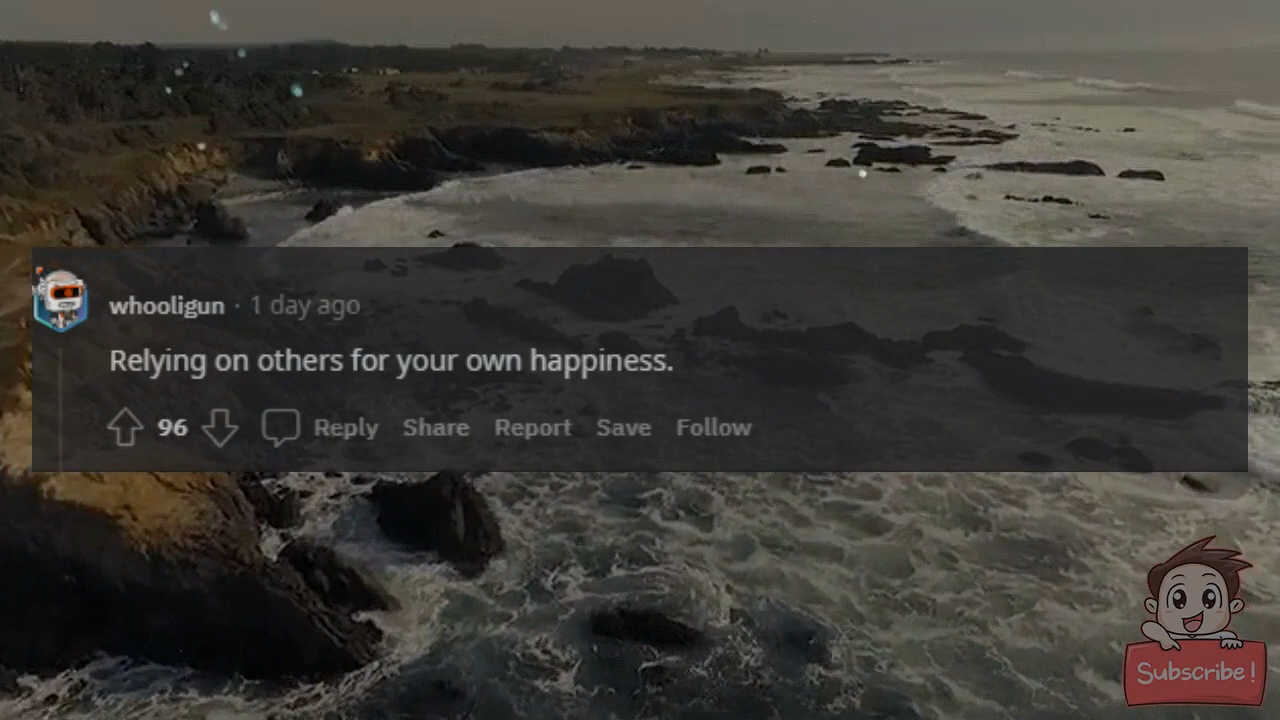 whooligun · 1 day ago
Relying on others for your own happiness.
96 Reply Share Report Save Follow
Subscribe!